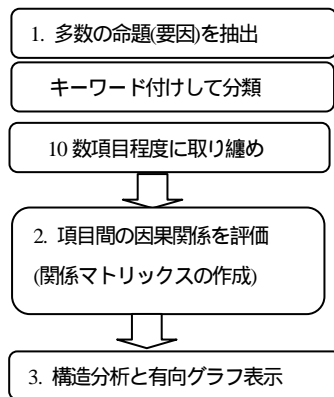 1. 多数の命題(要因)を抽出
キーワード付けして分類
10 数項目程度に取り纏め
2. 項目間の因果関係を評価
(関係マトリックスの作成)
3. 構造分析と有向グラフ表示